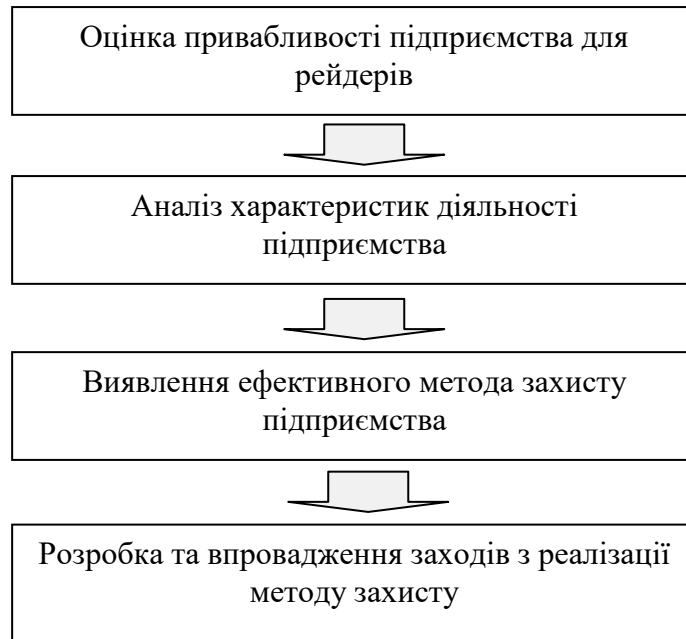 Оцінка привабливості підприємства для
рейдерів
Аналіз характеристик діяльності
підприємства
Виявлення ефективного метода захисту
підприємства
Розробка та впровадження заходів з реалізації
методу захисту